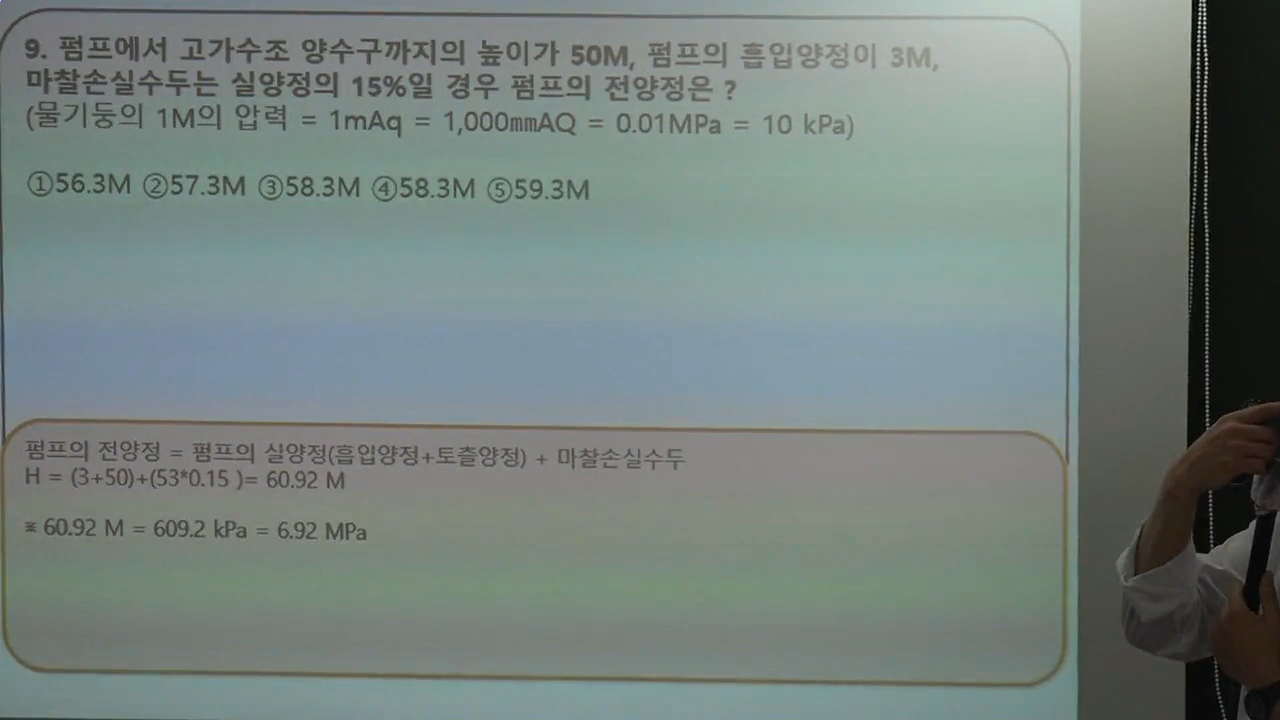 9. 펌프에서 고가수조 양수구까지의 높이가 50M, 펌프의 흡입양정이 3M,
마찰손실수두는 실양정의 15%일 경우 펌프의 전양정은 ?
(물기둥의 1M의 압력 = 1mAq = 1,000㎜AQ = 0.01MPa = 10 kPa)
①56.3M ②57.3M ③58.3M ④58.3M ⑤59.3M
펌프의 전양정 = 펌프의 실양정(흡입양정+토출양정) + 마찰손실수두
H = (3+50)+(53*0.15 )= 60.92 M
※ 60.92 M = 609.2 kPa = 6.92 MPa